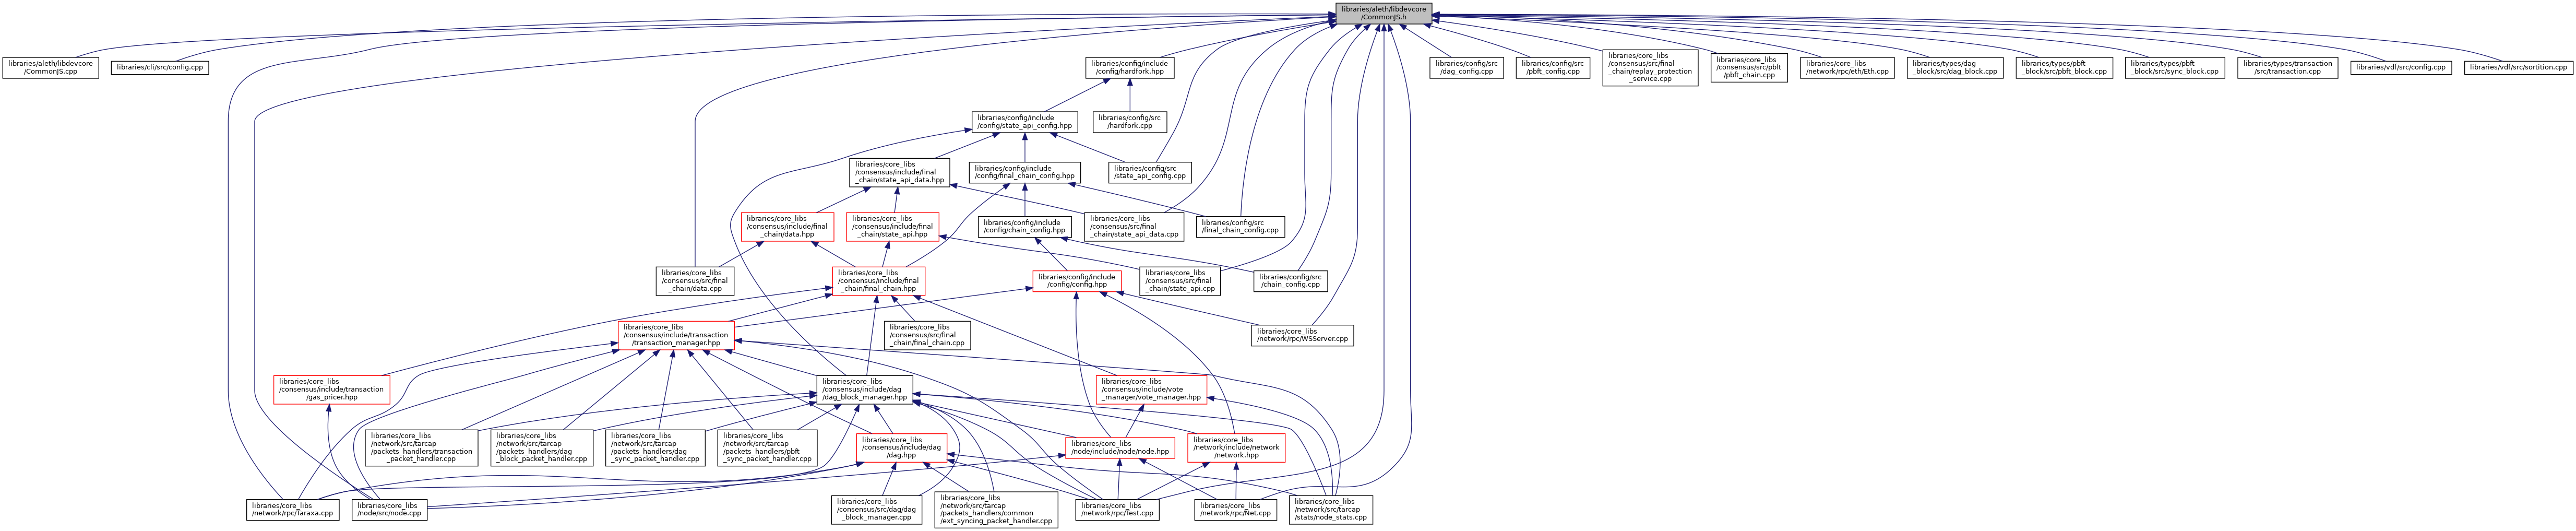 libraries/aleth/libdevcore
/CommonJS.h
libraries/aleth/libdevcore
/CommonJS.cpp
libraries/cli/src/config.cpp
libraries/config/include
/config/hardfork.hpp
libraries/config/src
/dag_config.cpp
libraries/config/src
/pbft_config.cpp
libraries/core_libs
/consensus/src/final
_chain/replay_protection
_service.cpp
libraries/core_libs
/consensus/src/pbft
/pbft_chain.cpp
libraries/core_libs
/network/rpc/eth/Eth.cpp
libraries/types/dag
_block/src/dag_block.cpp
libraries/types/pbft
_block/src/pbft_block.cpp
libraries/types/pbft
_block/src/sync_block.cpp
libraries/types/transaction
/src/transaction.cpp
libraries/vdf/src/config.cpp
libraries/vdf/src/sortition.cpp
libraries/config/include
/config/state_api_config.hpp
libraries/config/src
/hardfork.cpp
libraries/core_libs
/consensus/include/final
_chain/state_api_data.hpp
libraries/config/include
/config/final_chain_config.hpp
libraries/config/src
/state_api_config.cpp
libraries/core_libs
/consensus/include/final
_chain/data.hpp
libraries/core_libs
/consensus/include/final
_chain/state_api.hpp
libraries/config/include
/config/chain_config.hpp
libraries/core_libs
/consensus/src/final
_chain/state_api_data.cpp
libraries/config/src
/final_chain_config.cpp
libraries/core_libs
/consensus/src/final
_chain/data.cpp
libraries/core_libs
/consensus/include/final
_chain/final_chain.hpp
libraries/config/include
/config/config.hpp
libraries/core_libs
/consensus/src/final
_chain/state_api.cpp
libraries/config/src
/chain_config.cpp
libraries/core_libs
/consensus/include/transaction
/transaction_manager.hpp
libraries/core_libs
/consensus/src/final
_chain/final_chain.cpp
libraries/core_libs
/network/rpc/WSServer.cpp
libraries/core_libs
/consensus/include/transaction
/gas_pricer.hpp
libraries/core_libs
/consensus/include/dag
/dag_block_manager.hpp
libraries/core_libs
/consensus/include/vote
_manager/vote_manager.hpp
libraries/core_libs
/network/src/tarcap
/packets_handlers/transaction
_packet_handler.cpp
libraries/core_libs
/network/src/tarcap
/packets_handlers/dag
_block_packet_handler.cpp
libraries/core_libs
/network/src/tarcap
/packets_handlers/dag
_sync_packet_handler.cpp
libraries/core_libs
/network/src/tarcap
/packets_handlers/pbft
_sync_packet_handler.cpp
libraries/core_libs
/consensus/include/dag
/dag.hpp
libraries/core_libs
/node/include/node/node.hpp
libraries/core_libs
/network/include/network
/network.hpp
libraries/core_libs
/network/rpc/Taraxa.cpp
libraries/core_libs
/node/src/node.cpp
libraries/core_libs
/consensus/src/dag/dag
_block_manager.cpp
libraries/core_libs
/network/src/tarcap
/packets_handlers/common
/ext_syncing_packet_handler.cpp
libraries/core_libs
/network/rpc/Test.cpp
libraries/core_libs
/network/rpc/Net.cpp
libraries/core_libs
/network/src/tarcap
/stats/node_stats.cpp